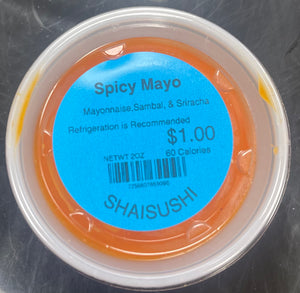 Spicy Mayo
Mayonnaise,Sambal, & Sriracha
Refrigeration is Recommended
$1.00
NETWT 2OZ 60 Calories
SHAISUSHI